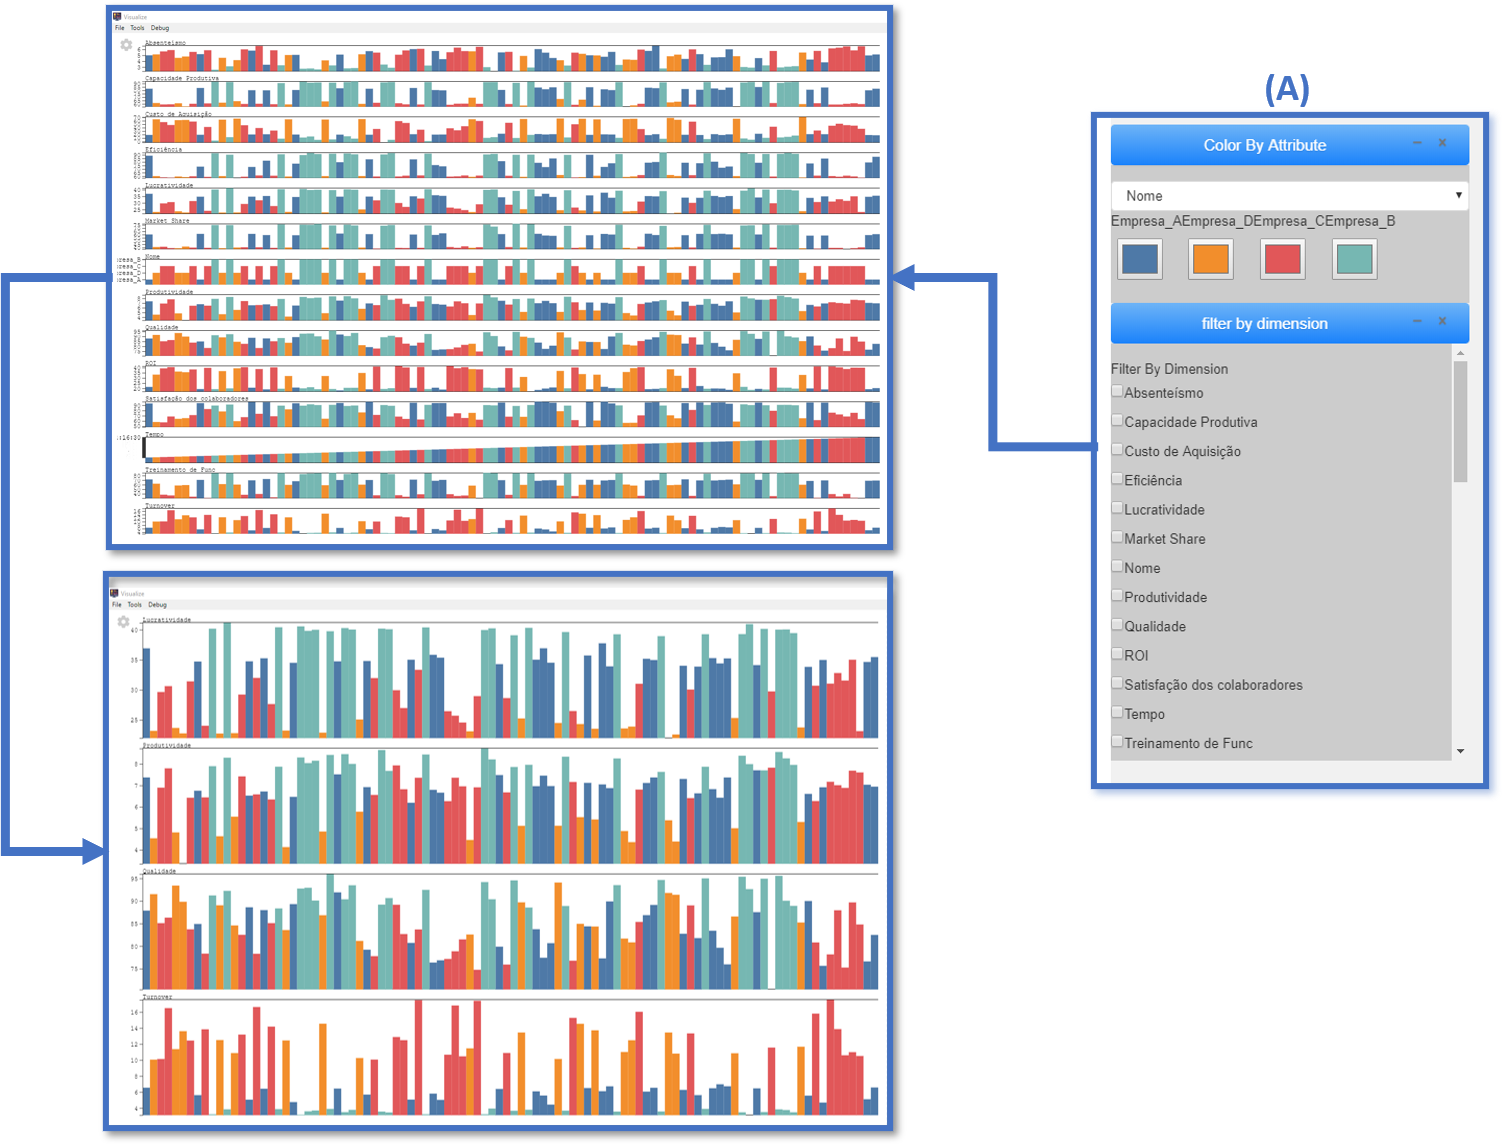 Visualize
File Tools Debug
Absenteísmo
Capacidade Produtiva
Custo de Aquisição
Eficiência
Lucratividade
Market Share
Nome
Produtividade
Qualidade
ROI
Satisfação dos colaboradores
Tempo
:16:30
Treinamento de Func
Turnover
Visualize
File Tools Debug
Lucratividade
40
35
30
25
Produtividade
8
7
6
5
4
Qualidade
95
90
85
80
75
Turnover
16
14
12
10
8
6
4
(A)
Color By Attribute
Nome
Empresa_AEmpresa_DEmpresa_CEmpresa_B
filter by dimension
Filter By Dimension
Absenteísmo
Capacidade Produtiva
Custo de Aquisição
Eficiência
Lucratividade
Market Share
Nome
Produtividade
Qualidade
ROI
Satisfação dos colaboradores
Tempo
Treinamento de Func